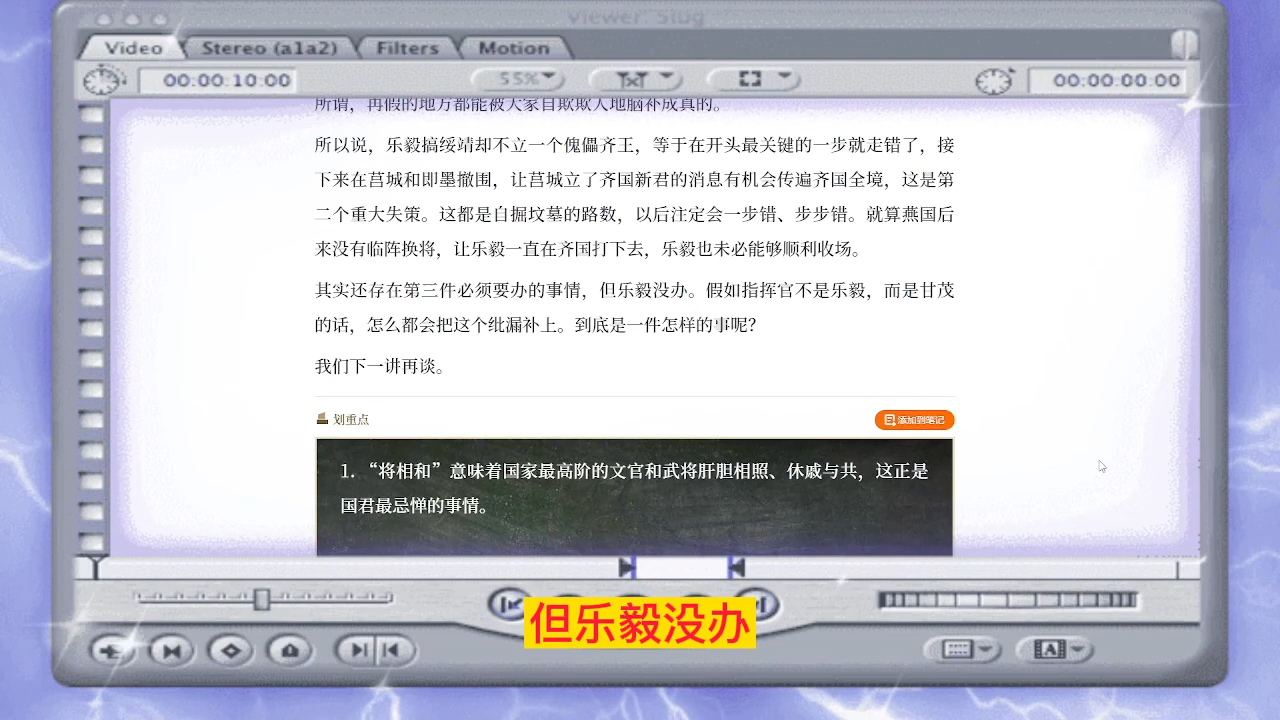 Viewer: Slug
Video
Stereo (a1a2)
Filters
Motion
00:00:10:00
55%
00:00:00:00
所谓，再假的地方都能被大家自欺欺人地脑补成真的。
所以说，乐毅搞绥靖却不立一个傀儡齐王，等于在开头最关键的一步就走错了，接
下来在莒城和即墨撤围，让莒城立了齐国新君的消息有机会传遍齐国全境，这是第
二个重大失策。这都是自掘坟墓的路数，以后注定会一步错、步步错。就算燕国后
来没有临阵换将，让乐毅一直在齐国打下去，乐毅也未必能够顺利收场。
其实还存在第三件必须要办的事情，但乐毅没办。假如指挥官不是乐毅，而是甘茂
的话，怎么都会把这个纰漏补上。到底是一件怎样的事呢？
我们下一讲再谈。
划重点
添加到笔记
1. “将相和”意味着国家最高阶的文官和武将肝胆相照、休戚与共，这正是
国君最忌惮的事情。
但乐毅没办
A